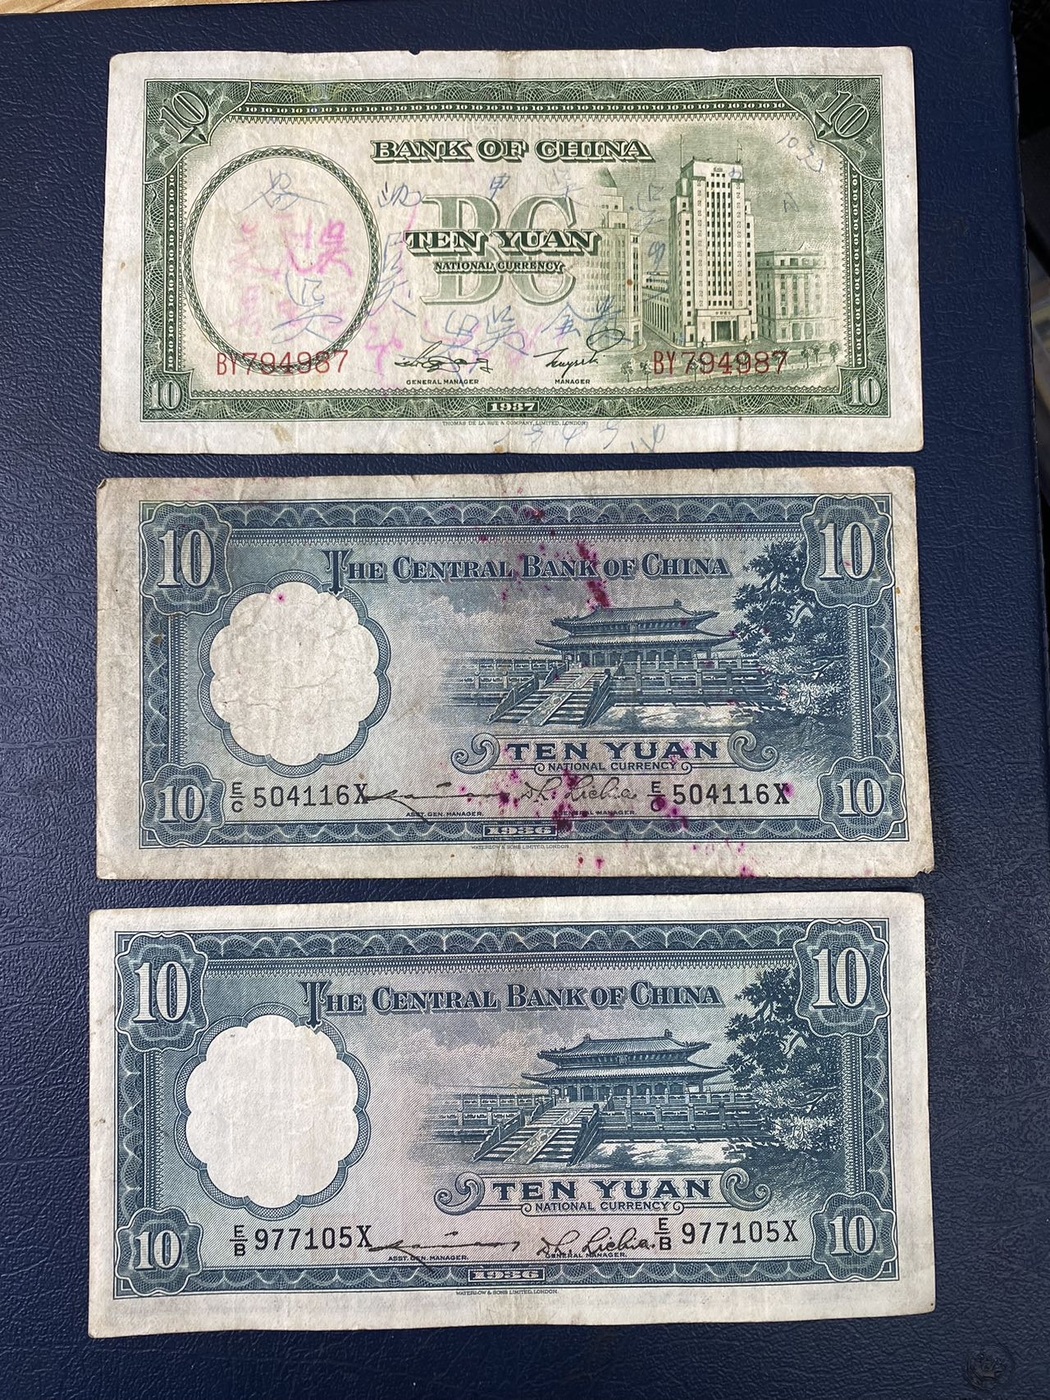 10 10
BANK OF CHINA
BC
TEN YUAN
NATIONAL CURRENCY
BY794987 BY794987
GENERAL MANAGER MANAGER
10 1937 10
THOMAS DE LA RUE & COMPANY, LIMITED, LONDON
10 10
THE CENTRAL BANK OF CHINA
TEN YUAN
NATIONAL CURRENCY
E/C 504116X E/C 504116X
10 10
ASST. GEN. MANAGER. GENERAL MANAGER.
1936
WATERLOW & SONS LIMITED, LONDON.
10 10
THE CENTRAL BANK OF CHINA
TEN YUAN
NATIONAL CURRENCY
E/B 977105X E/B 977105X
10 10
ASST. GEN. MANAGER. GENERAL MANAGER.
1936
WATERLOW & SONS LIMITED, LONDON.